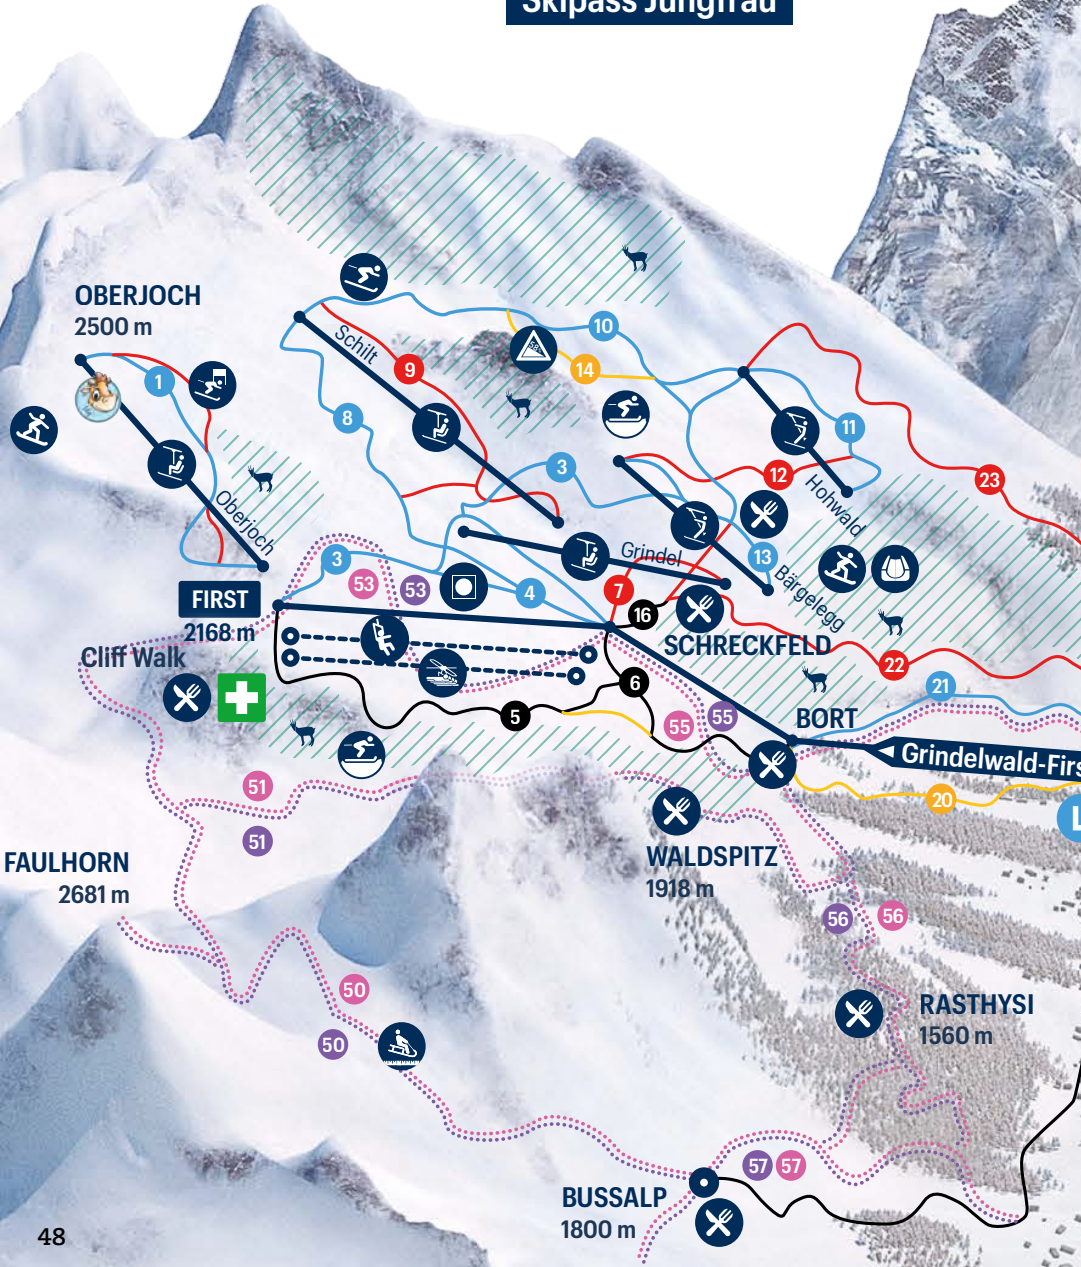 Skipass Jungfrau
OBERJOCH
2500 m
1
Schilt
9
10
14
SRL
8
3
11
12
Hohwald
23
Oberjoch
3
53
53
4
Grindel
7
13
Bärgelegg
16
FIRST
2168 m
Cliff Walk
SCHRECKFELD
22
6
5
55
55
21
BORT
Grindelwald-Firs
20
L
51
51
WALDSPITZ
1918 m
FAULHORN
2681 m
56
56
50
50
RASTHYSI
1560 m
57
57
BUSSALP
1800 m
48